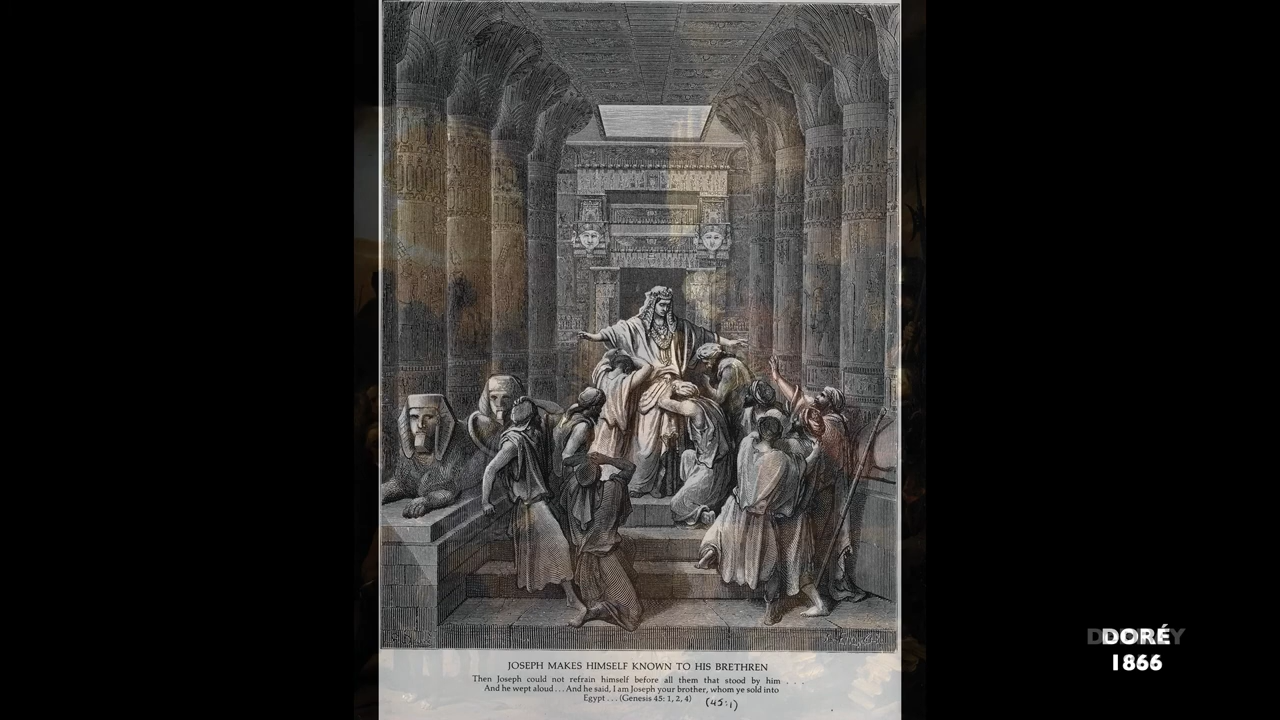 JOSEPH MAKES HIMSELF KNOWN TO HIS BRETHREN
Then Joseph could not refrain himself before all them that stood by him . . .
And he wept aloud . . . And he said, I am Joseph your brother, whom ye sold into
Egypt . . . (Genesis 45: 1, 2, 4) (45:1)
DORÉ
1866